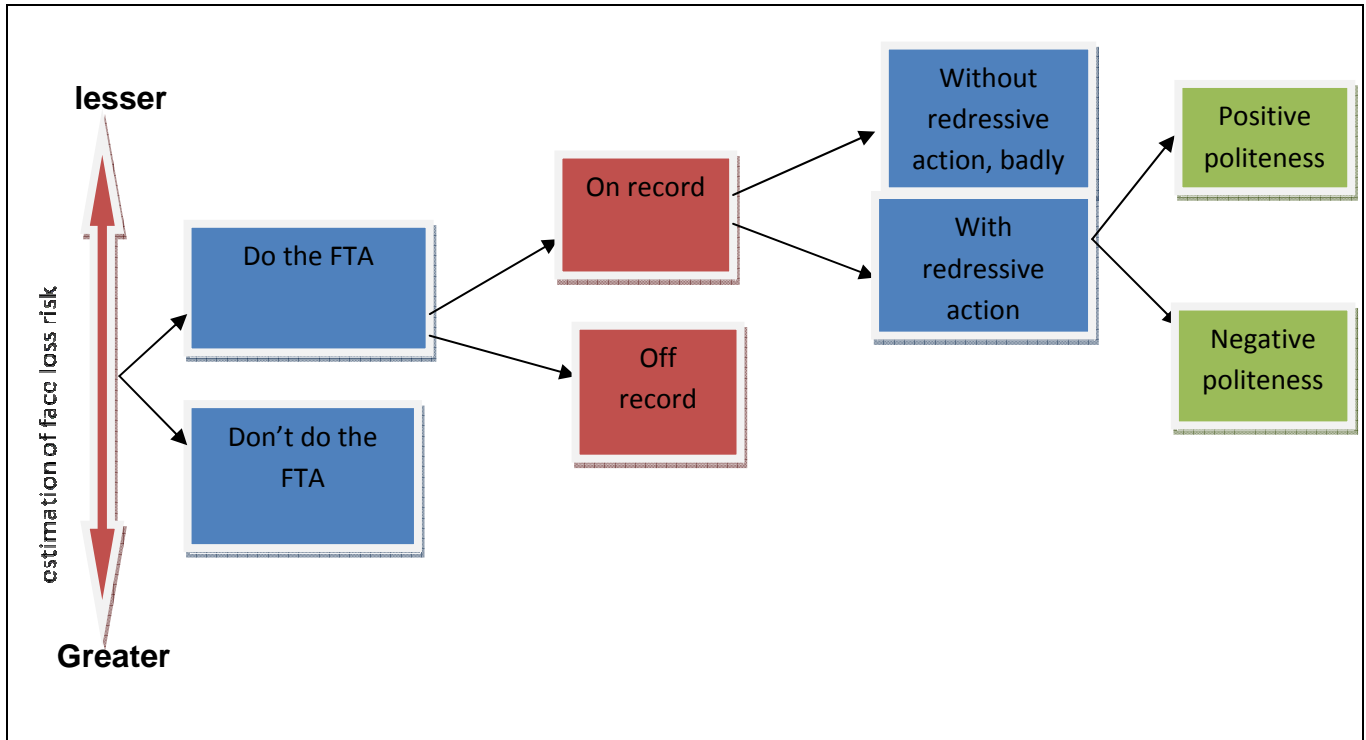 lesser
estimation of face loss risk
Greater
Do the FTA
Don't do the
FTA
On record
Off
record
Without
redressive
action, badly
With
redressive
action
Positive
politeness
Negative
politeness